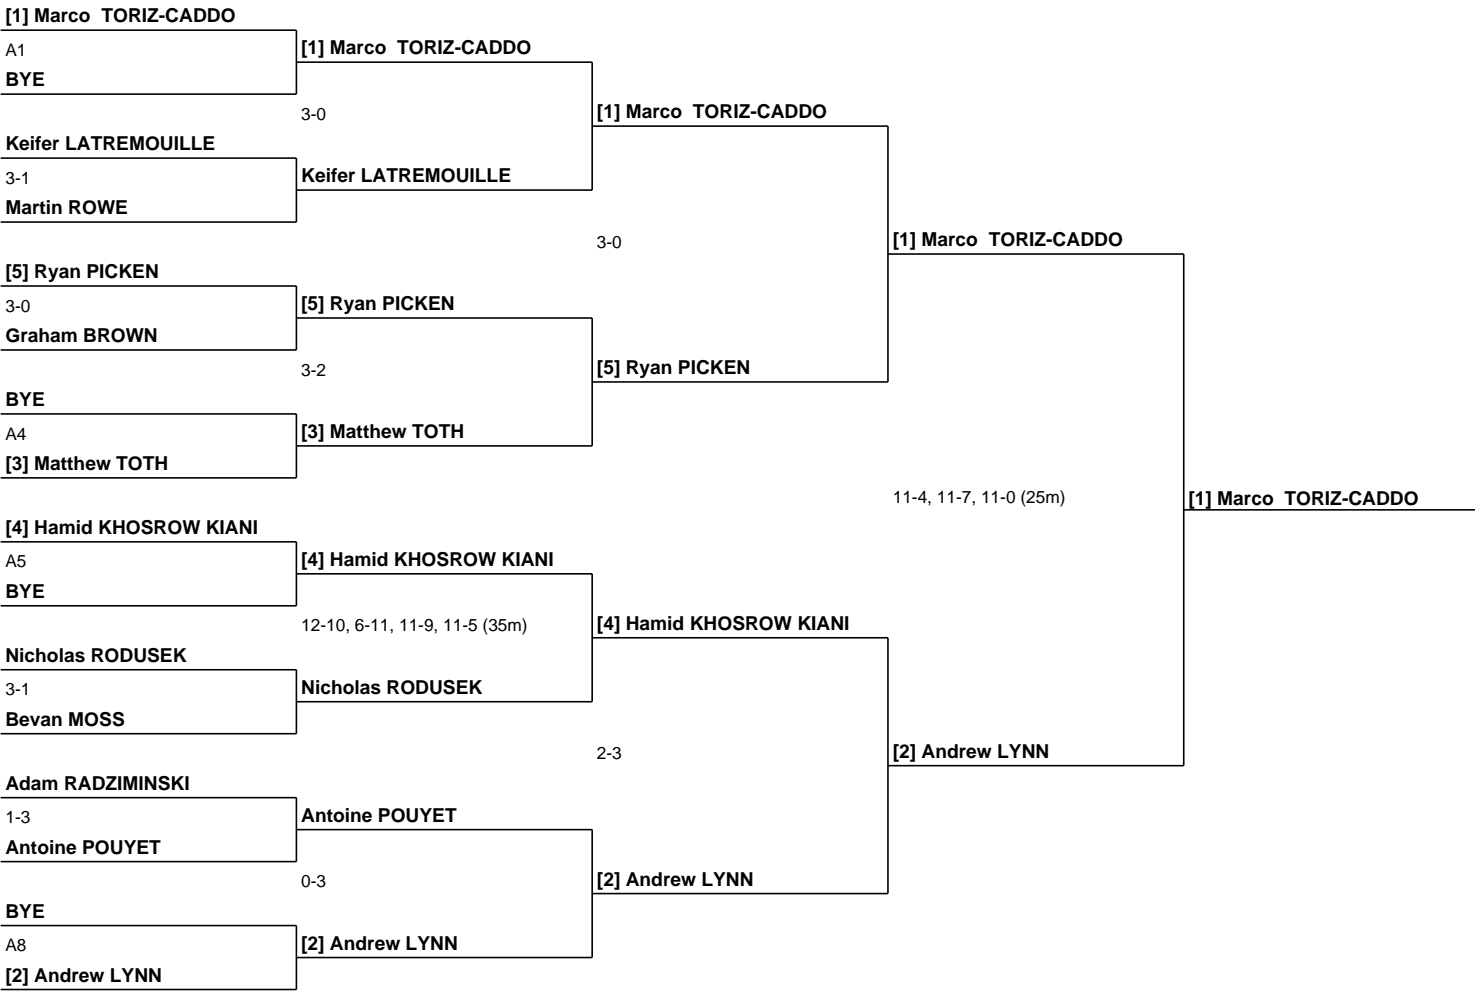 [1] Marco  TORIZ-CADDO
A1
BYE
Keifer LATREMOUILLE
3-1
Martin ROWE
[5] Ryan PICKEN
3-0
Graham BROWN
BYE
A4
[3] Matthew TOTH
[4] Hamid KHOSROW KIANI
A5
BYE
Nicholas RODUSEK
3-1
Bevan MOSS
Adam RADZIMINSKI
1-3
Antoine POUYET
BYE
A8
[2] Andrew LYNN
[1] Marco  TORIZ-CADDO
3-0
Keifer LATREMOUILLE
[5] Ryan PICKEN
3-2
[3] Matthew TOTH
[4] Hamid KHOSROW KIANI
12-10, 6-11, 11-9, 11-5 (35m)
Nicholas RODUSEK
Antoine POUYET
0-3
[2] Andrew LYNN
[1] Marco  TORIZ-CADDO
3-0
[5] Ryan PICKEN
[4] Hamid KHOSROW KIANI
2-3
[2] Andrew LYNN
[1] Marco  TORIZ-CADDO
11-4, 11-7, 11-0 (25m)
[2] Andrew LYNN
[1] Marco  TORIZ-CADDO